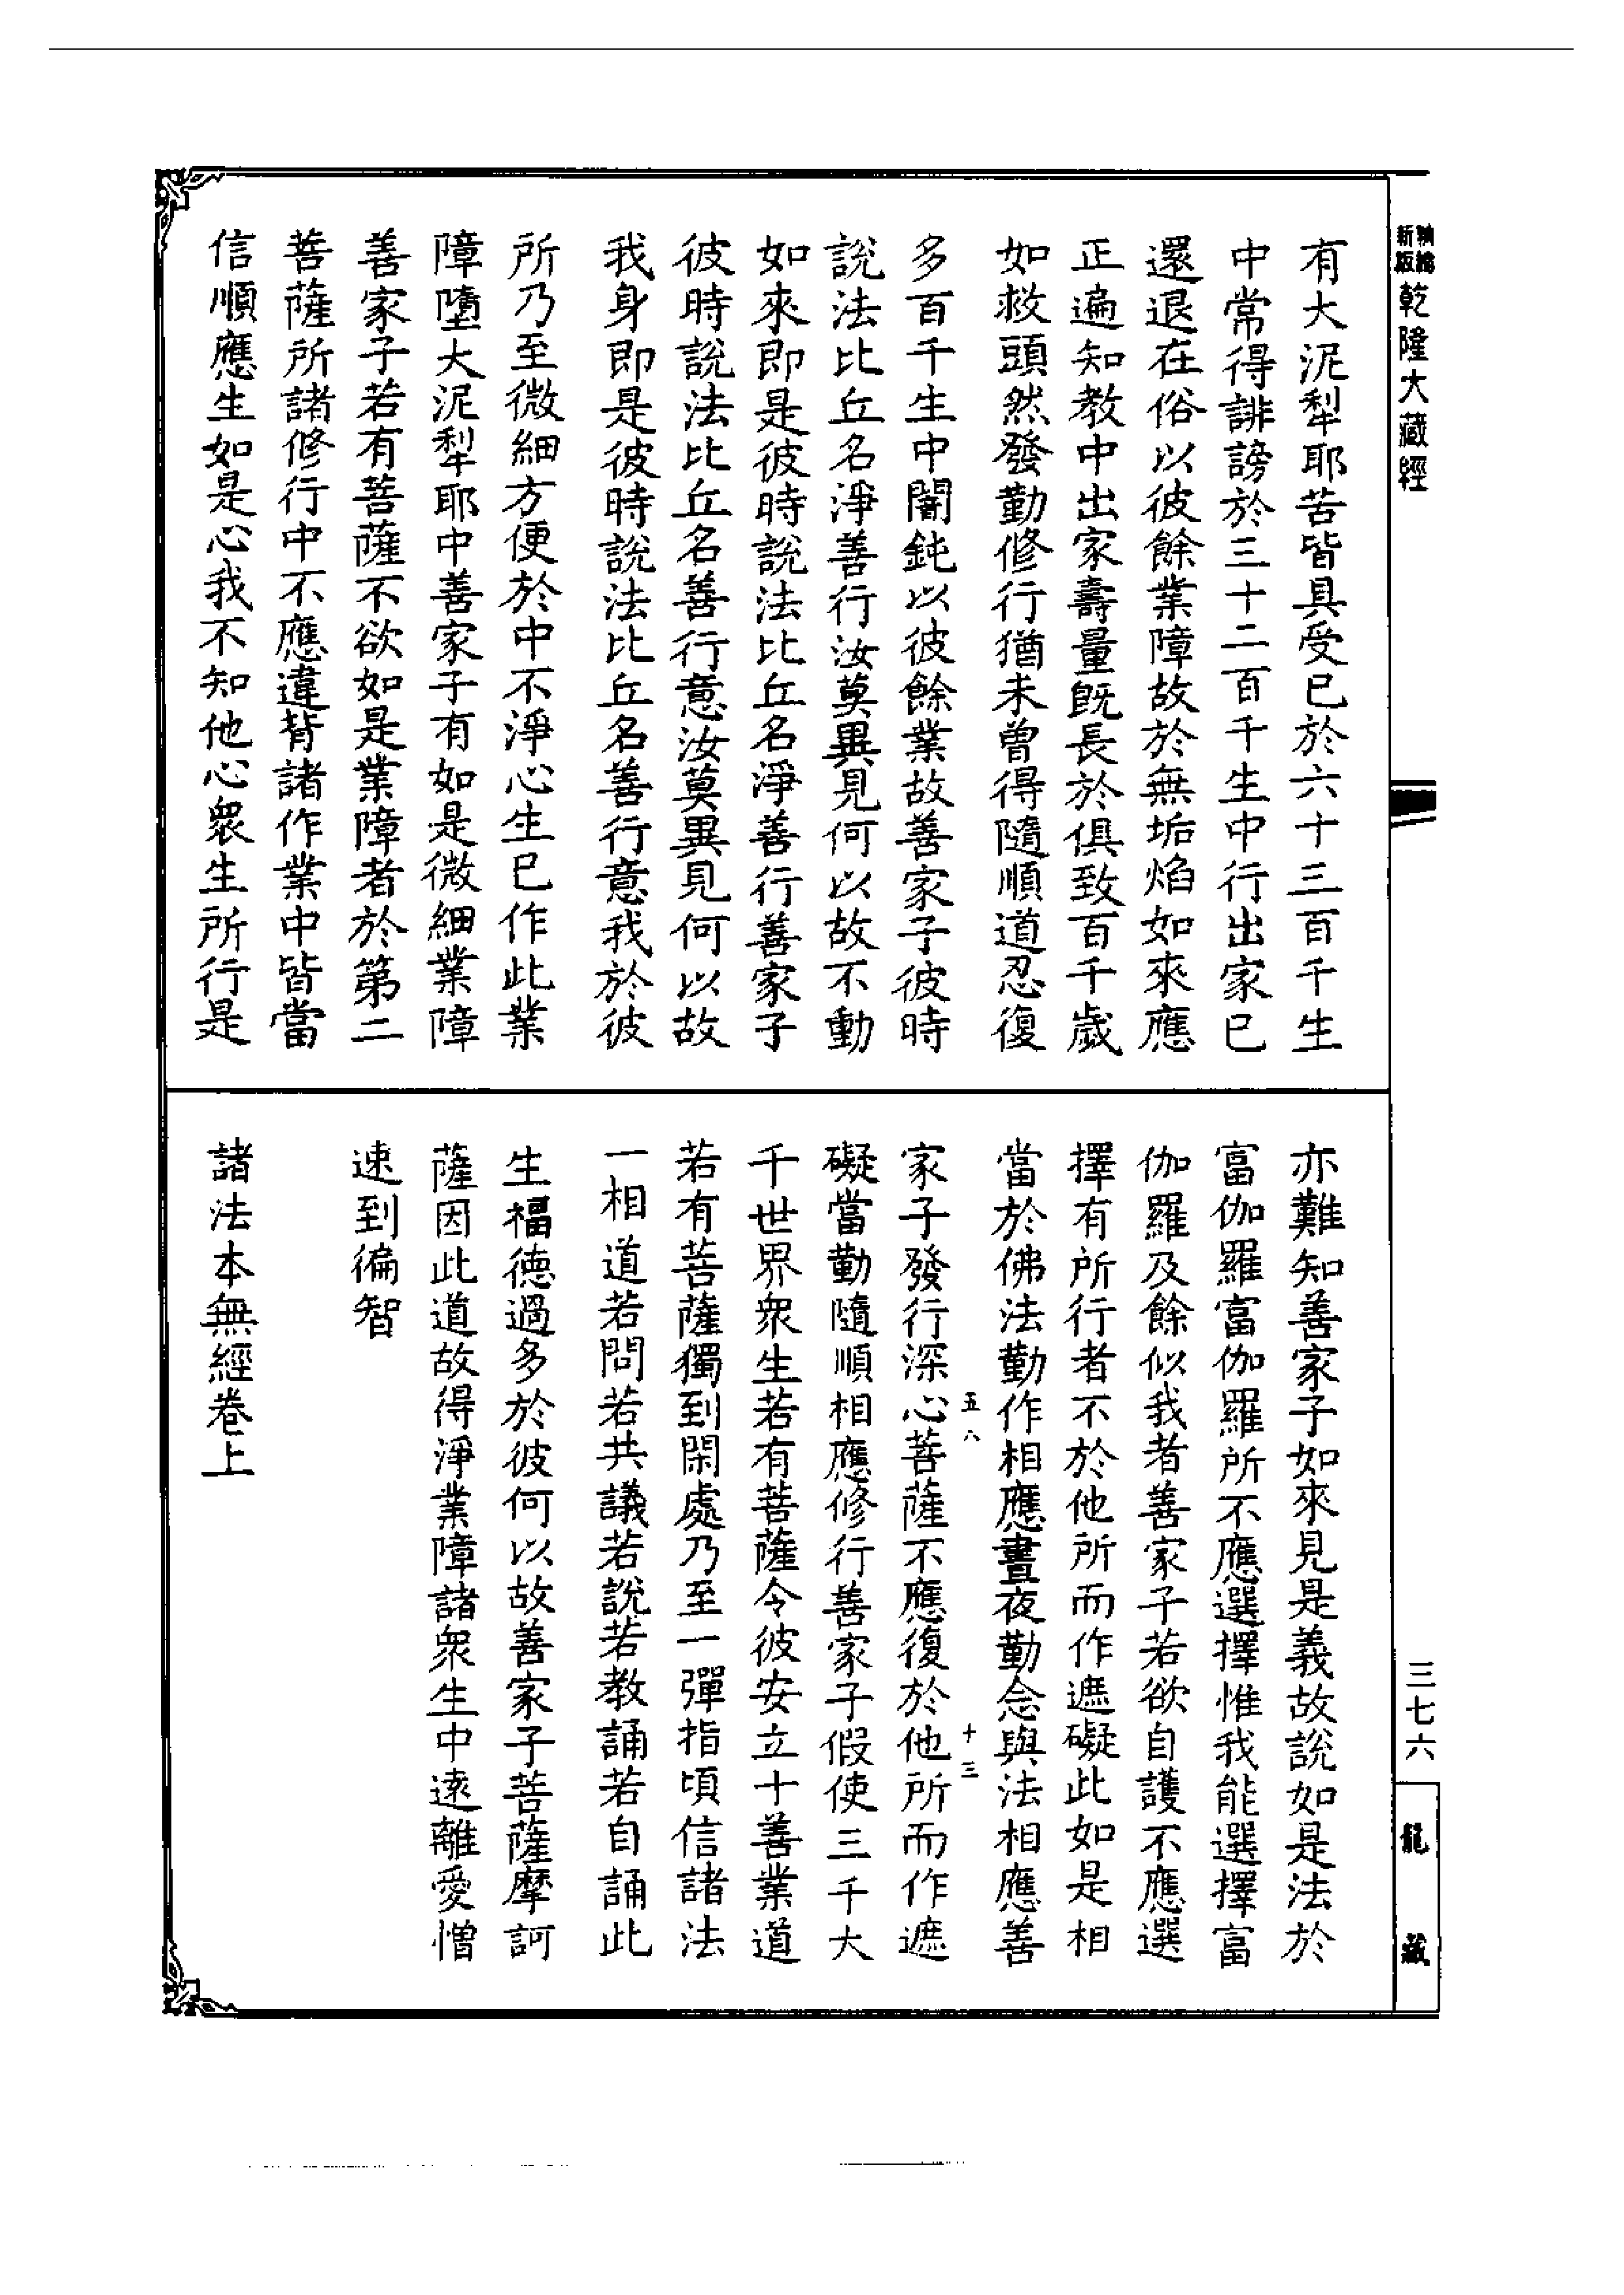 新編縮版乾隆大藏經
有大泥犁耶苦皆具受已於六十三百千生
中常得誹謗於三十二百千生中行出家已
還退在俗以彼餘業障故於無垢焰如來應
正遍知教中出家壽量既長於俱致百千歲
如救頭然發勤修行猶未曾得隨順道忍復
多百千生中闇鈍以彼餘業故善家子彼時
說法比丘名淨善行汝莫異見何以故不動
如來即是彼時說法比丘名淨善行善家子
彼時說法比丘名善行意汝莫異見何以故
我身即是彼時說法比丘名善行意我於彼
所乃至微細方便於中不淨心生已作此業
障墮大泥犁耶中善家子有如是微細業障
善家子若有菩薩不欲如是業障者於第二
菩薩所諸修行中不應違背諸作業中皆當
信順應生如是心我不知他心眾生所行是
亦難知善家子如來見是義故說如是法於
富伽羅富伽羅所不應選擇惟我能選擇富
伽羅及餘似我者善家子若欲自護不應選
擇有所行者不於他所而作遮礙此如是相
當於佛法勤作相應晝夜勤念與法相應善
五八　十三
家子發行深心菩薩不應復於他所而作遮
礙當勤隨順相應修行善家子假使三千大
千世界眾生若有菩薩令彼安立十善業道
若有菩薩獨到閑處乃至一彈指頃信諸法
一相道若問若共議若說若教誦若自誦此
生福德過多於彼何以故善家子菩薩摩訶
薩因此道故得淨業障諸眾生中遠離愛憎
速到徧智
諸法本無經卷上
三七六
龍藏